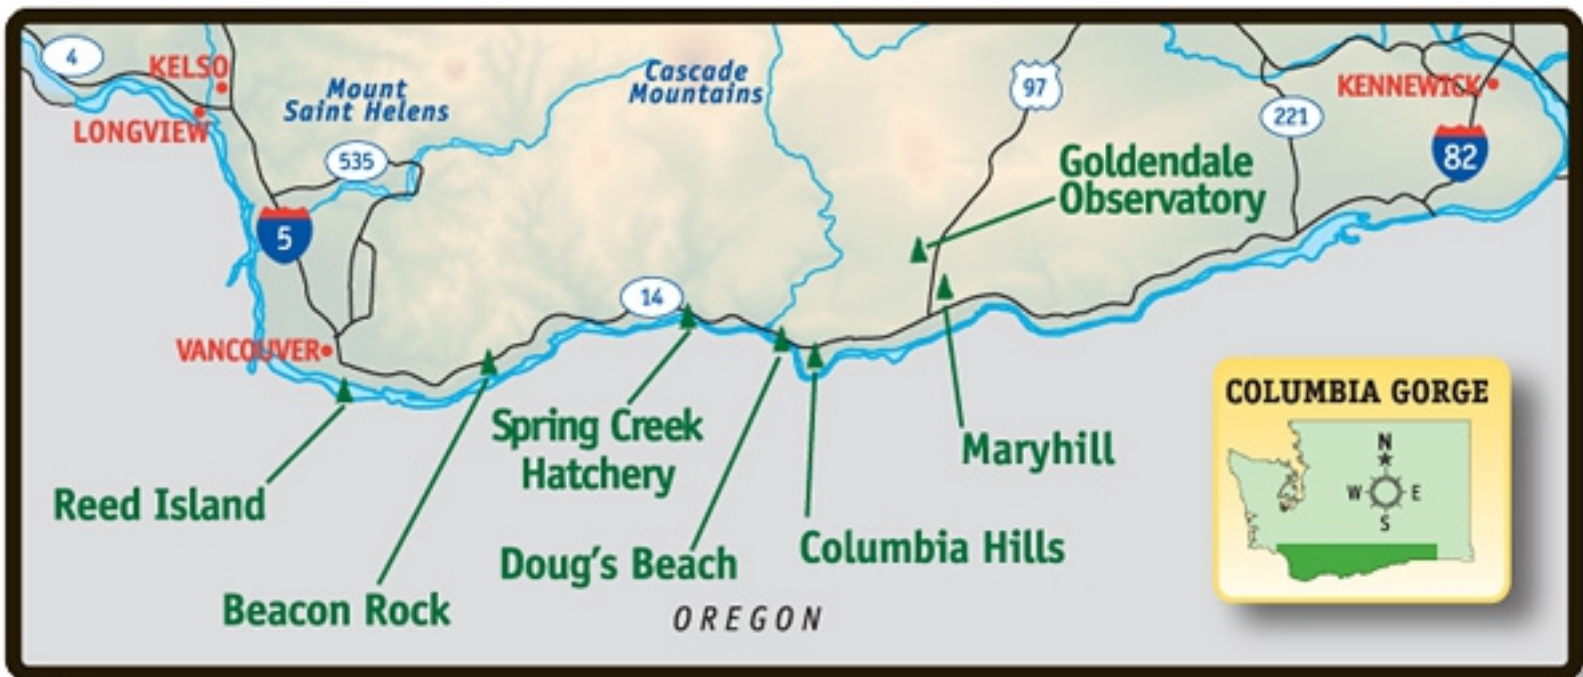 4
KELSO
LONGVIEW
Mount
Saint Helens
535
5
Cascade
Mountains
97
221
KENNEWICK
82
Goldendale
Observatory
14
VANCOUVER
Reed Island
Beacon Rock
Spring Creek
Hatchery
Doug's Beach
Columbia Hills
Maryhill
OREGON
COLUMBIA GORGE
N
W E
S